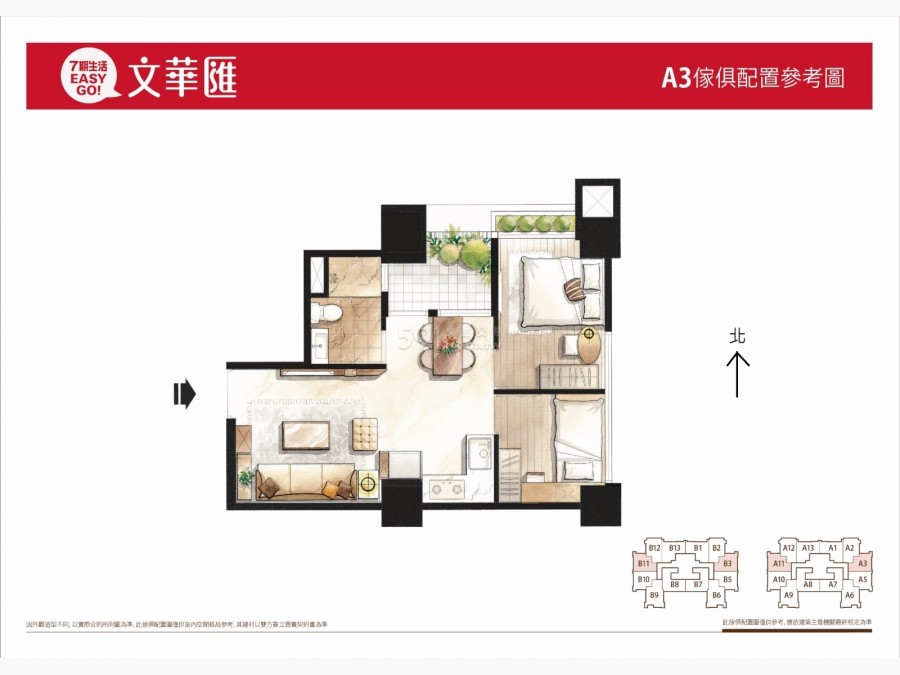 7期生活
EASY
GO!
文華匯
A3傢俱配置參考圖
北
B12 B13 B1 B2
B11 B3
B10 B8 B7 B5
B9 B6
A12 A13 A1 A2
A11 A3
A10 A8 A7 A5
A9 A6
此傢俱配置圖僅供參考，應依建築主管機關最終核定為準